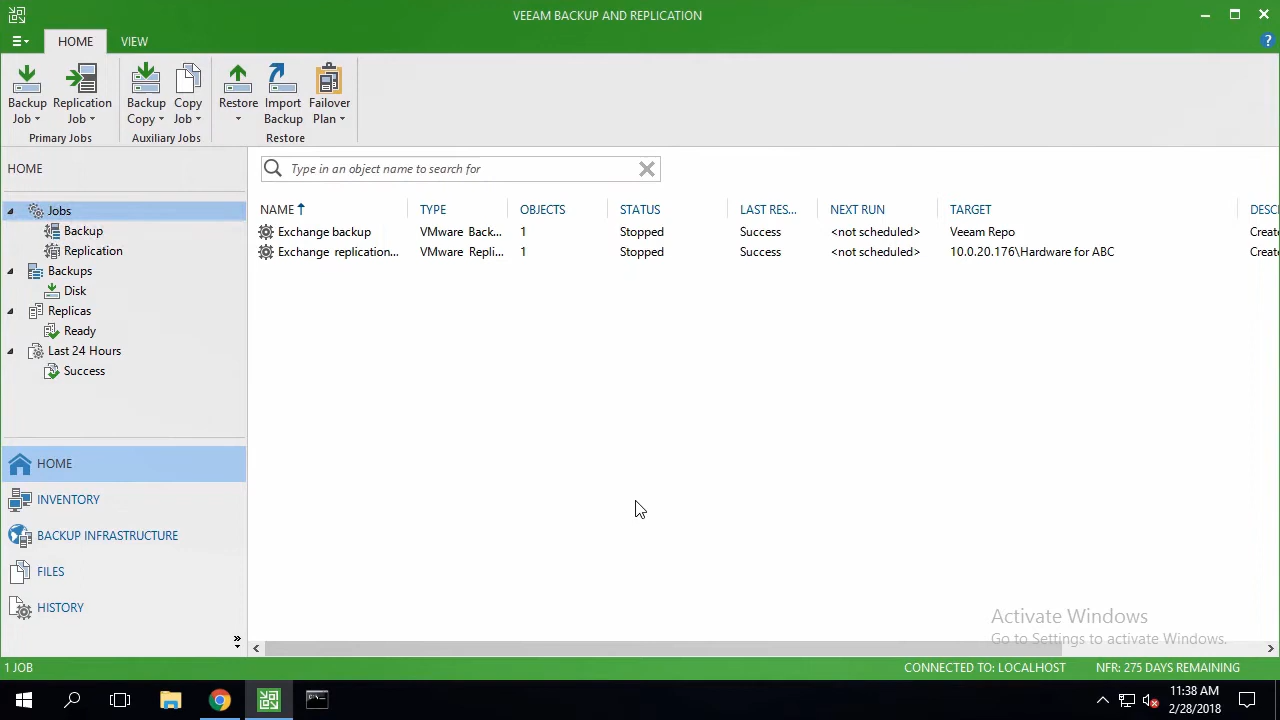 VEEAM BACKUP AND REPLICATION
HOME VIEW
?
Backup Job
Replication Job
Backup Copy
Copy Job
Restore
Import Backup
Failover Plan
Primary Jobs
Auxiliary Jobs
Restore
HOME
Type in an object name to search for
Jobs
Backup
Replication
Backups
Disk
Replicas
Ready
Last 24 Hours
Success
NAME TYPE OBJECTS STATUS LAST RES... NEXT RUN TARGET DESCI
Exchange backup VMware Back... 1 Stopped Success <not scheduled> Veeam Repo Create
Exchange replication... VMware Repli... 1 Stopped Success <not scheduled> 10.0.20.176\Hardware for ABC Create
HOME
INVENTORY
BACKUP INFRASTRUCTURE
FILES
HISTORY
Activate Windows
Go to Settings to activate Windows.
1 JOB
CONNECTED TO: LOCALHOST
NFR: 275 DAYS REMAINING
11:38 AM
2/28/2018